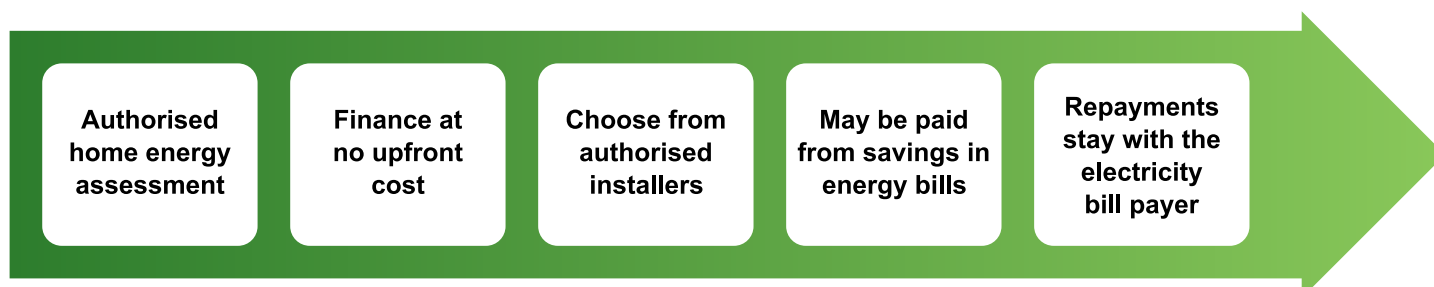 Authorised
home energy
assessment
Finance at
no upfront
cost
Choose from
authorised
installers
May be paid
from savings in
energy bills
Repayments
stay with the
electricity
bill payer